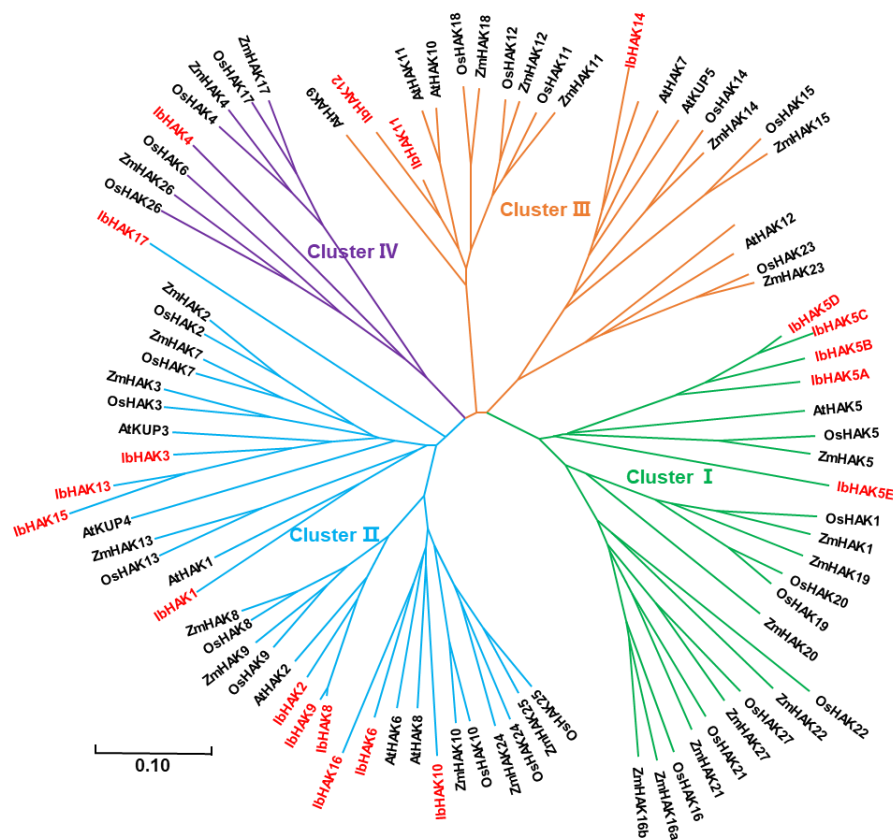 ZmHAK17
OsHAK17
ZmHAK4
OsHAK4
IbHAK4
OsHAK6
ZmHAK26
OsHAK26
Cluster IV
AtHAK9
IbHAK12
IbHAK11
AtHAK11
AtHAK10
OsHAK18
ZmHAK18
OsHAK12
ZmHAK12
OsHAK11
ZmHAK11
Cluster III
IbHAK14
AtHAK7
AtKUP5
OsHAK14
ZmHAK14
OsHAK15
ZmHAK15
AtHAK12
OsHAK23
ZmHAK23
IbHAK5D
IbHAK5C
IbHAK5B
IbHAK5A
AtHAK5
OsHAK5
ZmHAK5
IbHAK5E
Cluster I
OsHAK1
ZmHAK1
ZmHAK19
OsHAK20
OsHAK19
ZmHAK20
OsHAK22
ZmHAK22
OsHAK27
ZmHAK27
OsHAK21
ZmHAK21
OsHAK16
ZmHAK16a
ZmHAK16b
IbHAK17
ZmHAK2
OsHAK2
ZmHAK7
OsHAK7
ZmHAK3
OsHAK3
AtKUP3
IbHAK3
IbHAK13
IbHAK15
AtKUP4
ZmHAK13
OsHAK13
AtHAK1
IbHAK1
Cluster II
ZmHAK8
OsHAK8
ZmHAK9
OsHAK9
AtHAK2
IbHAK2
IbHAK9
IbHAK8
IbHAK16
IbHAK6
AtHAK6
AtHAK8
IbHAK10
ZmHAK10
OsHAK10
ZmHAK24
OsHAK24
ZmHAK25
OsHAK25
0.10